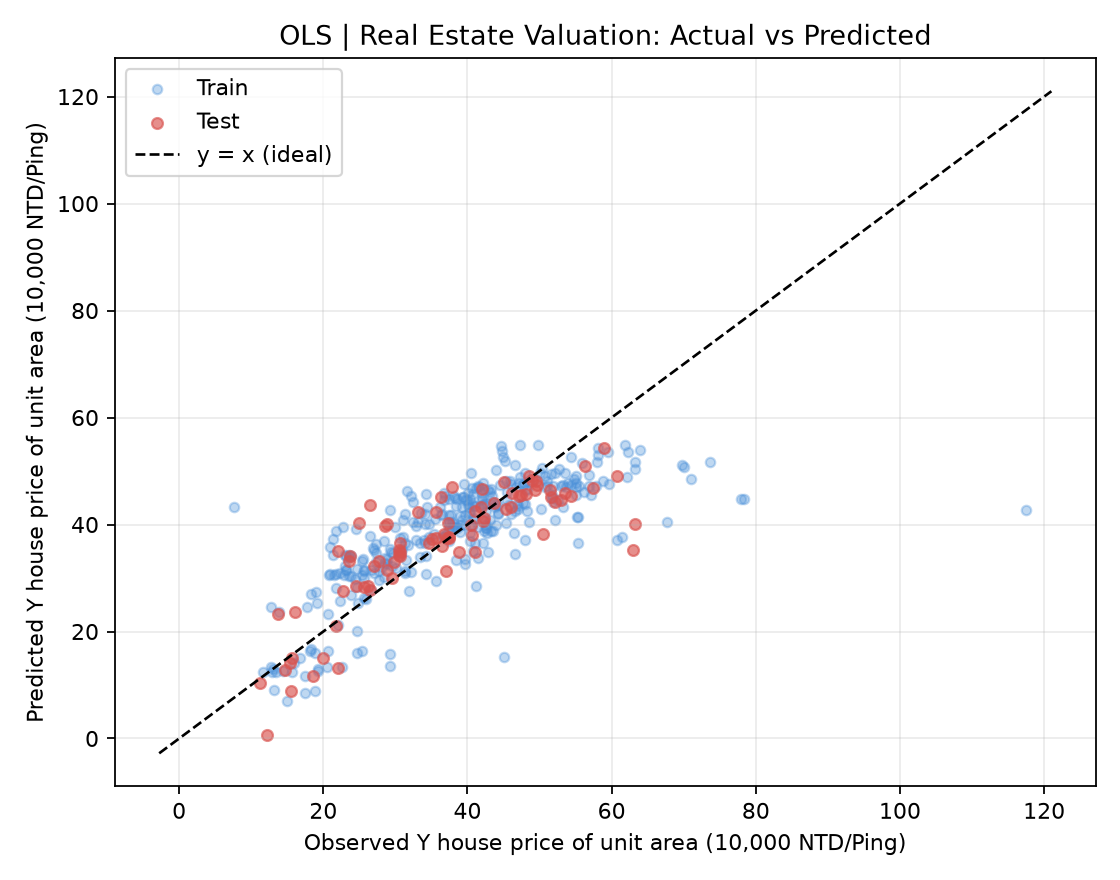 OLS | Real Estate Valuation: Actual vs Predicted
Train
Test
y = x (ideal)
Predicted Y house price of unit area (10,000 NTD/Ping)
120
100
80
60
40
20
0
0 20 40 60 80 100 120
Observed Y house price of unit area (10,000 NTD/Ping)